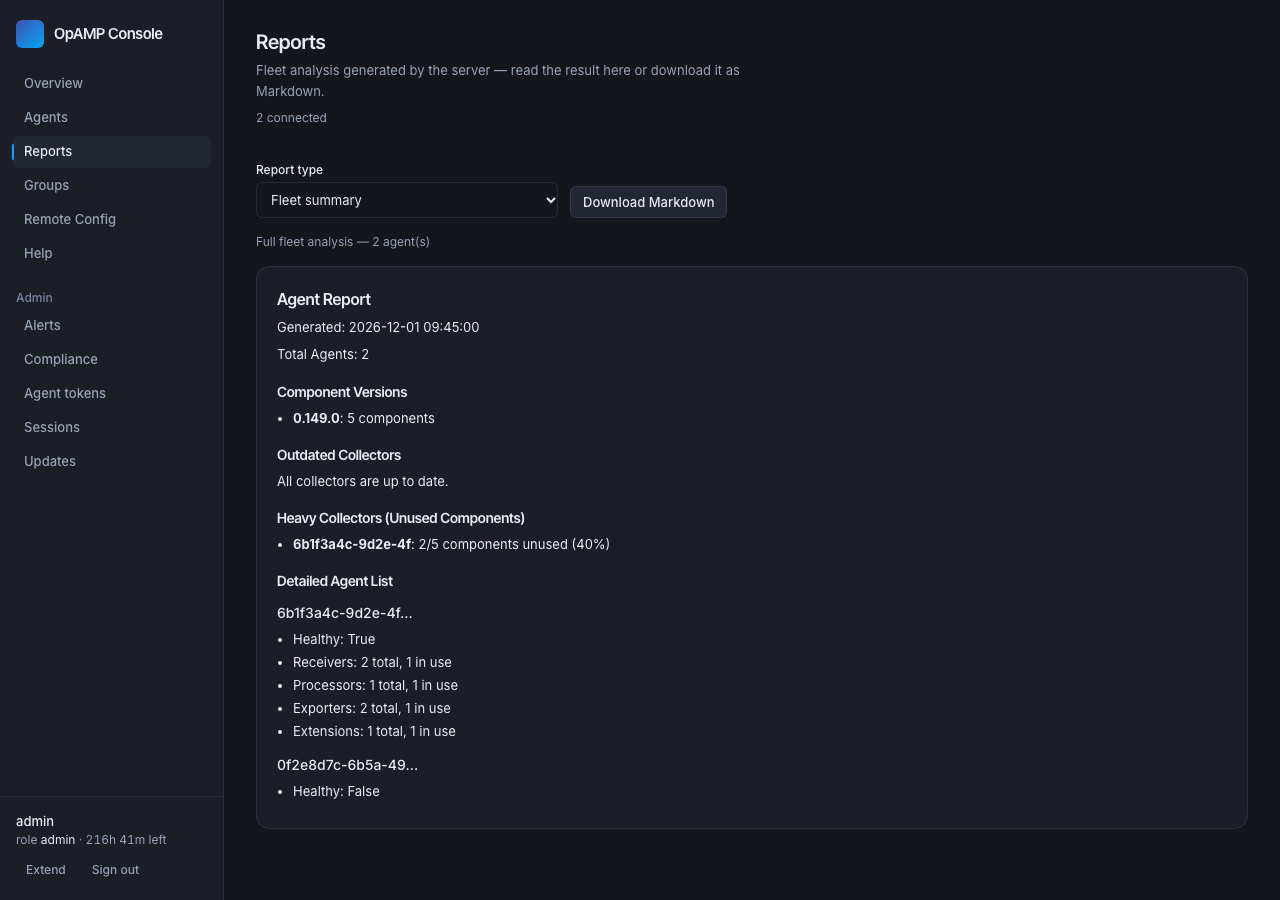 OpAMP Console
Overview
Agents
Reports
Groups
Remote Config
Help
Admin
Alerts
Compliance
Agent tokens
Sessions
Updates
admin
role admin · 216h 41m left
Extend
Sign out
Reports
Fleet analysis generated by the server — read the result here or download it as
Markdown.
2 connected
Report type
Fleet summary
Download Markdown
Full fleet analysis — 2 agent(s)
Agent Report
Generated: 2026-12-01 09:45:00
Total Agents: 2
Component Versions
• 0.149.0: 5 components
Outdated Collectors
All collectors are up to date.
Heavy Collectors (Unused Components)
• 6b1f3a4c-9d2e-4f: 2/5 components unused (40%)
Detailed Agent List
6b1f3a4c-9d2e-4f...
• Healthy: True
• Receivers: 2 total, 1 in use
• Processors: 1 total, 1 in use
• Exporters: 2 total, 1 in use
• Extensions: 1 total, 1 in use
0f2e8d7c-6b5a-49...
• Healthy: False